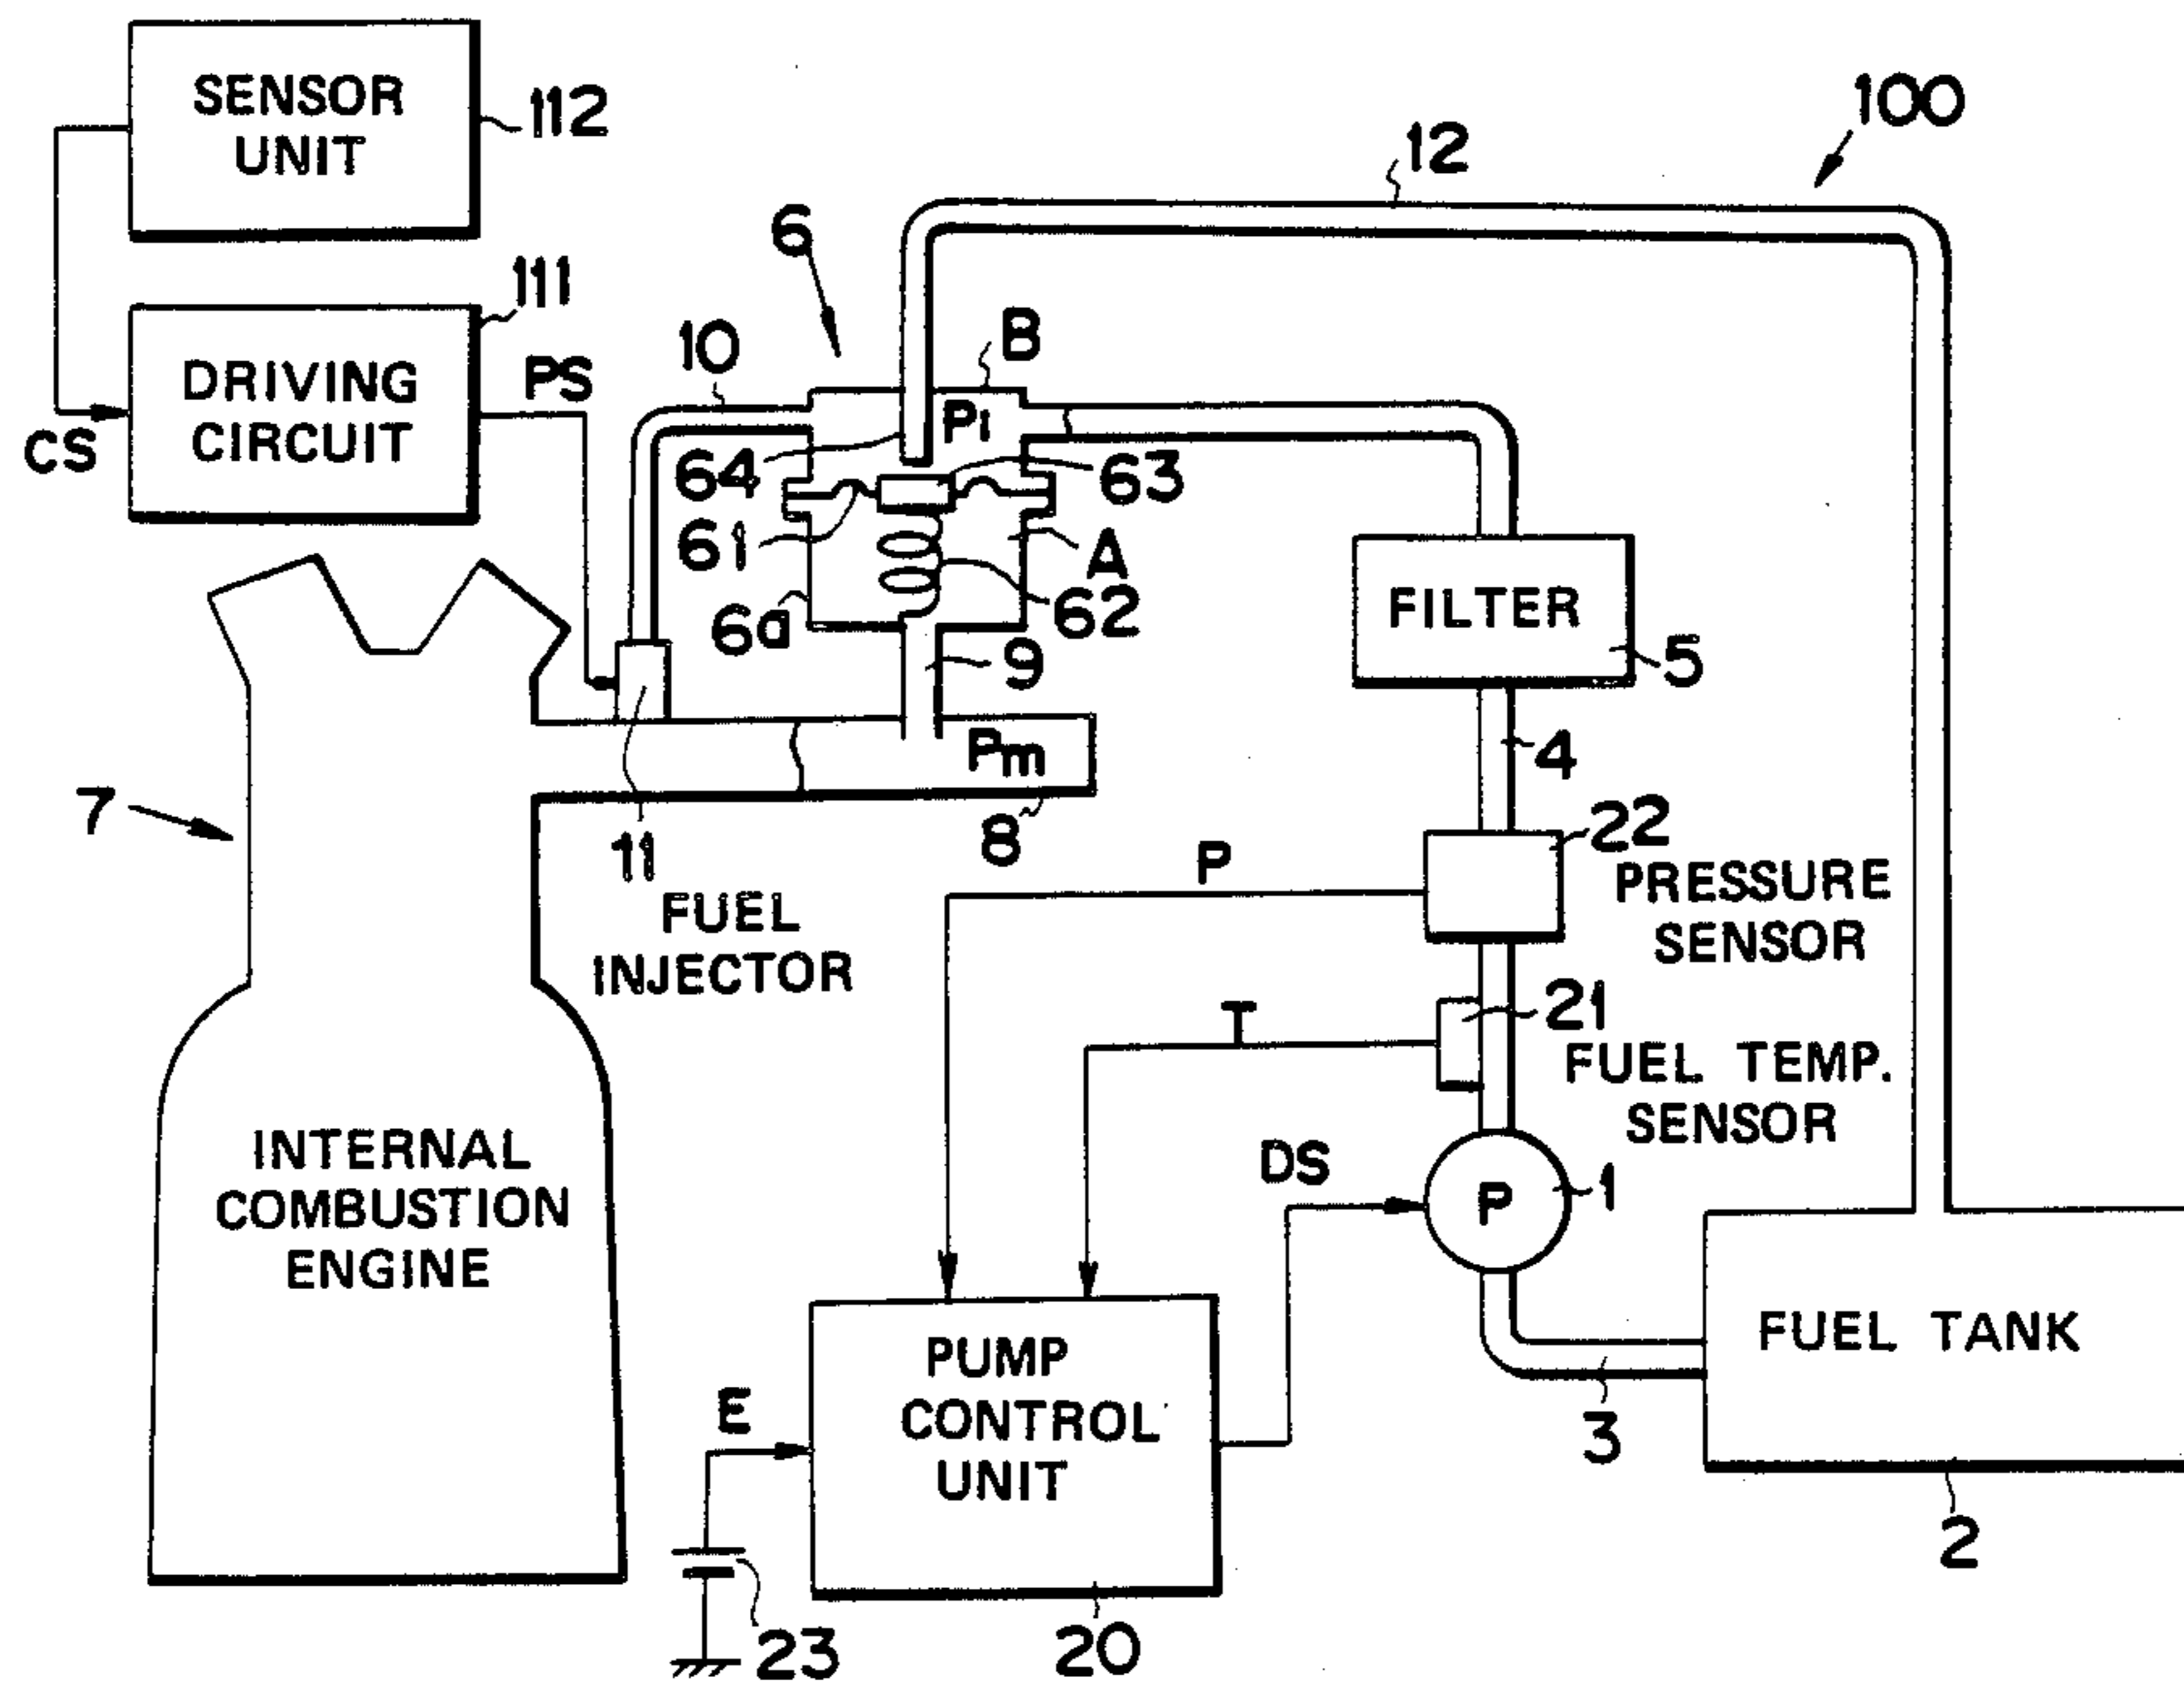 SENSOR
UNIT
112
100
12
6
111
DRIVING
CIRCUIT
PS
CS
10
B
P1
64
63
61
A
6a
62
9
FILTER
5
Pm
4
7
11
8
22
PRESSURE
SENSOR
P
FUEL
INJECTOR
T
21
FUEL TEMP.
SENSOR
INTERNAL
COMBUSTION
ENGINE
DS
P
1
FUEL TANK
3
2
E
PUMP
CONTROL
UNIT
23
20